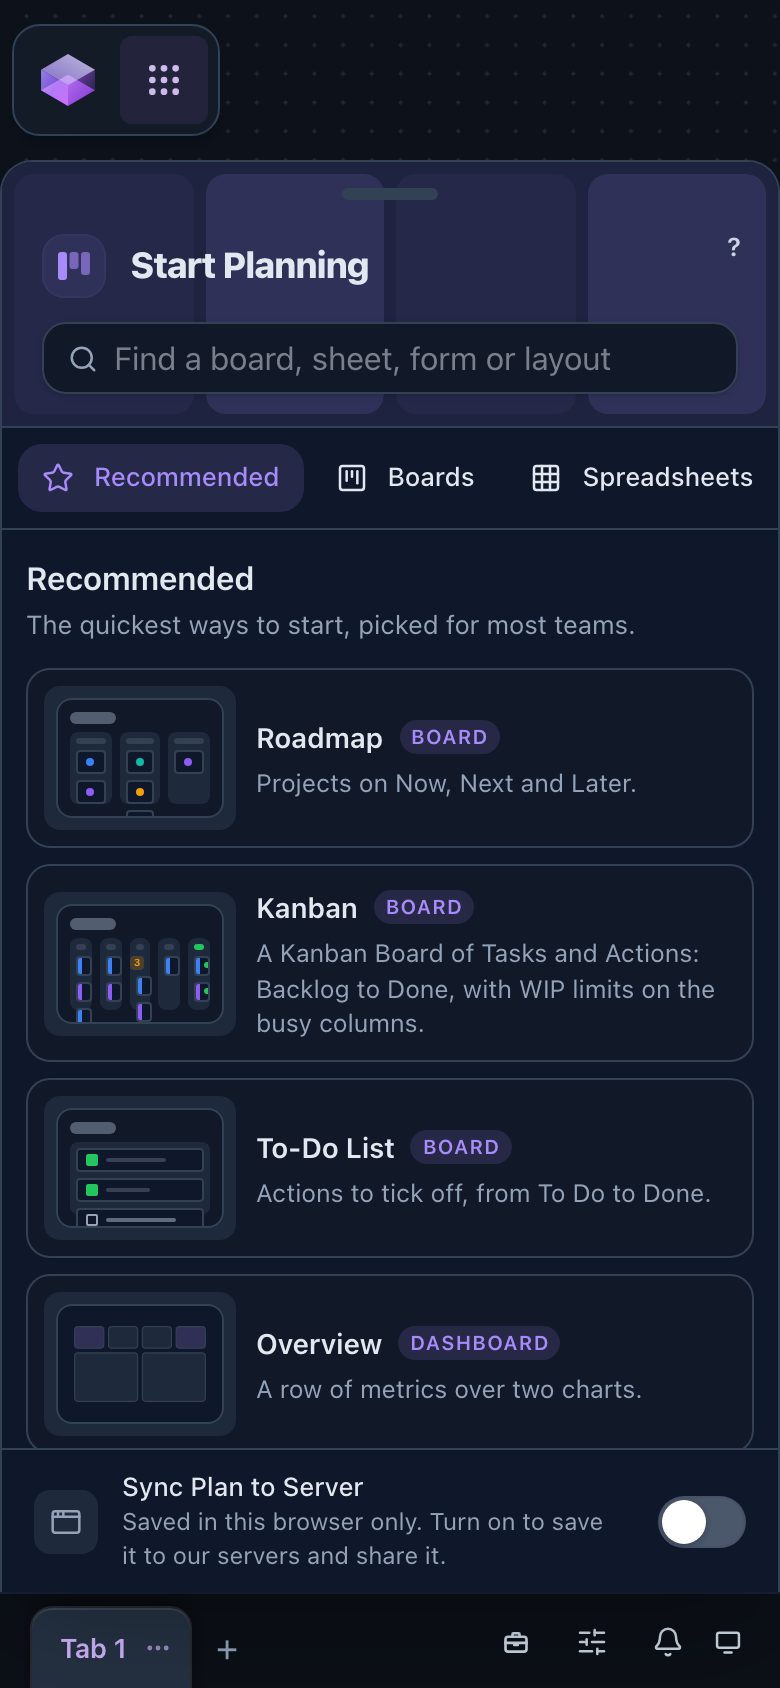 Start Planning
?
Find a board, sheet, form or layout
Recommended
Boards
Spreadsheets
Recommended
The quickest ways to start, picked for most teams.
Roadmap BOARD
Projects on Now, Next and Later.
Kanban BOARD
3
A Kanban Board of Tasks and Actions:
Backlog to Done, with WIP limits on the
busy columns.
To-Do List BOARD
Actions to tick off, from To Do to Done.
Overview DASHBOARD
A row of metrics over two charts.
Sync Plan to Server
Saved in this browser only. Turn on to save
it to our servers and share it.
Tab 1